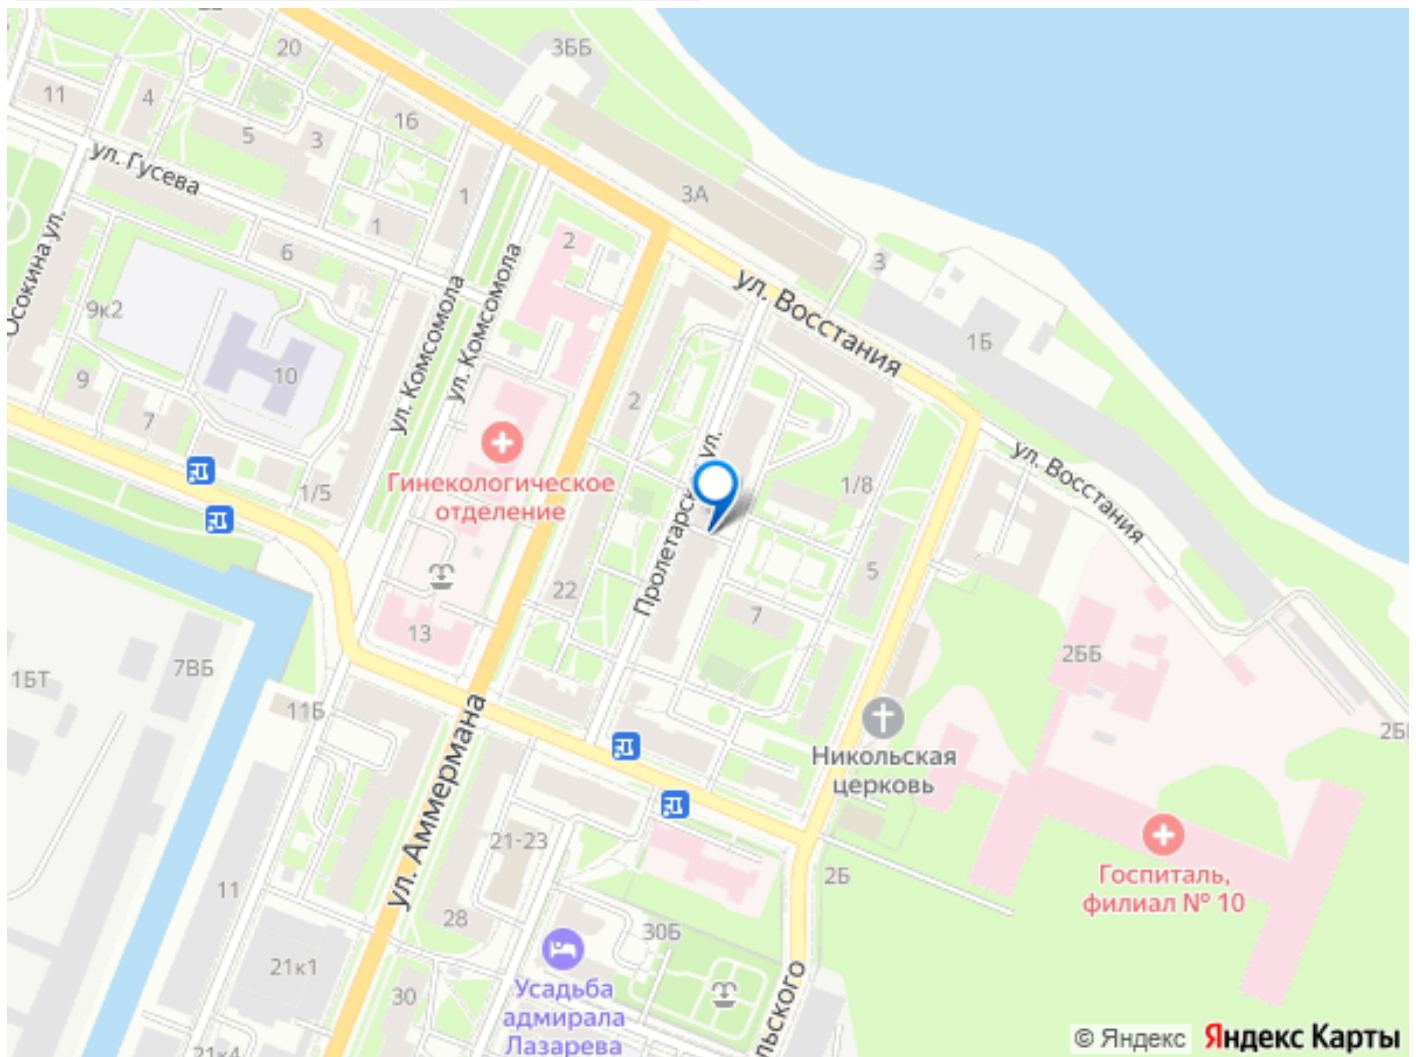 20
3ББ
11
4
5
3
16
ул. Гусева
1
1
2
3А
3
Осокина ул.
6
9к2
ул. Комсомола
ул. Комсомола
ул. Восстания
1Б
10
9
7
2
ул. Восстания
1/5
1/8
Гинекологическое
отделение
Пролетарск
ул.
22
5
7
13
7ВБ
1БТ
2ББ
11Б
Никольская
церковь
ул. Аммермана
21-23
2Б
Госпиталь,
филиал № 10
11
28
30Б
21к1
30
Усадьба
адмирала
Лазарева
льского
21к4
© Яндекс
Яндекс Карты